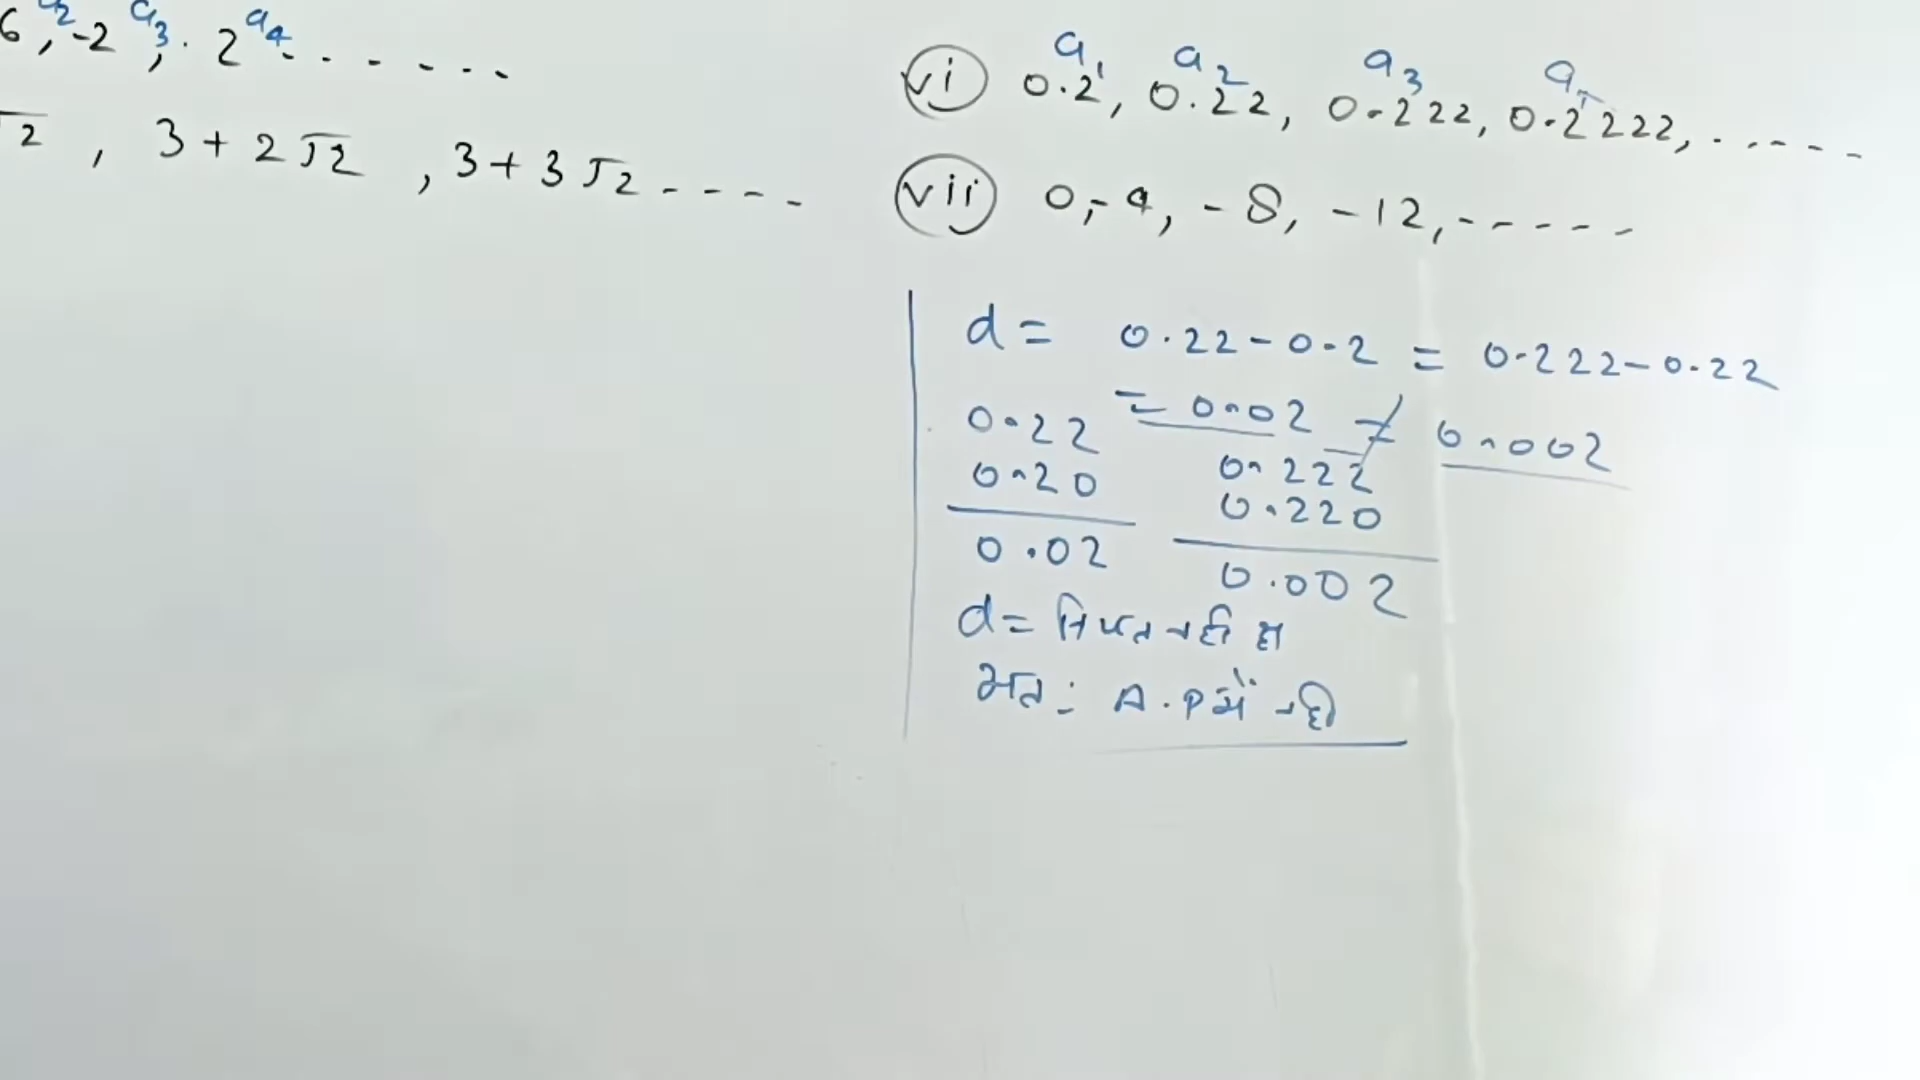 6, -2, 2 . . . . . .
a2 a3 a4
√2 , 3 + 2√2 , 3 + 3√2 - - - -
a1 a2 a3
(vi) 0.2, 0.22, 0.222, 0.2222, . . - - - -
(vii) 0, -4, -8, -12, - - - - - -
d = 0.22 - 0.2 = 0.222 - 0.22
= 0.02 ≠ 0.002
0.22
0.20
0.02
0.222
0.220
0.002
d = नियत नही है
अतः A.P में नही